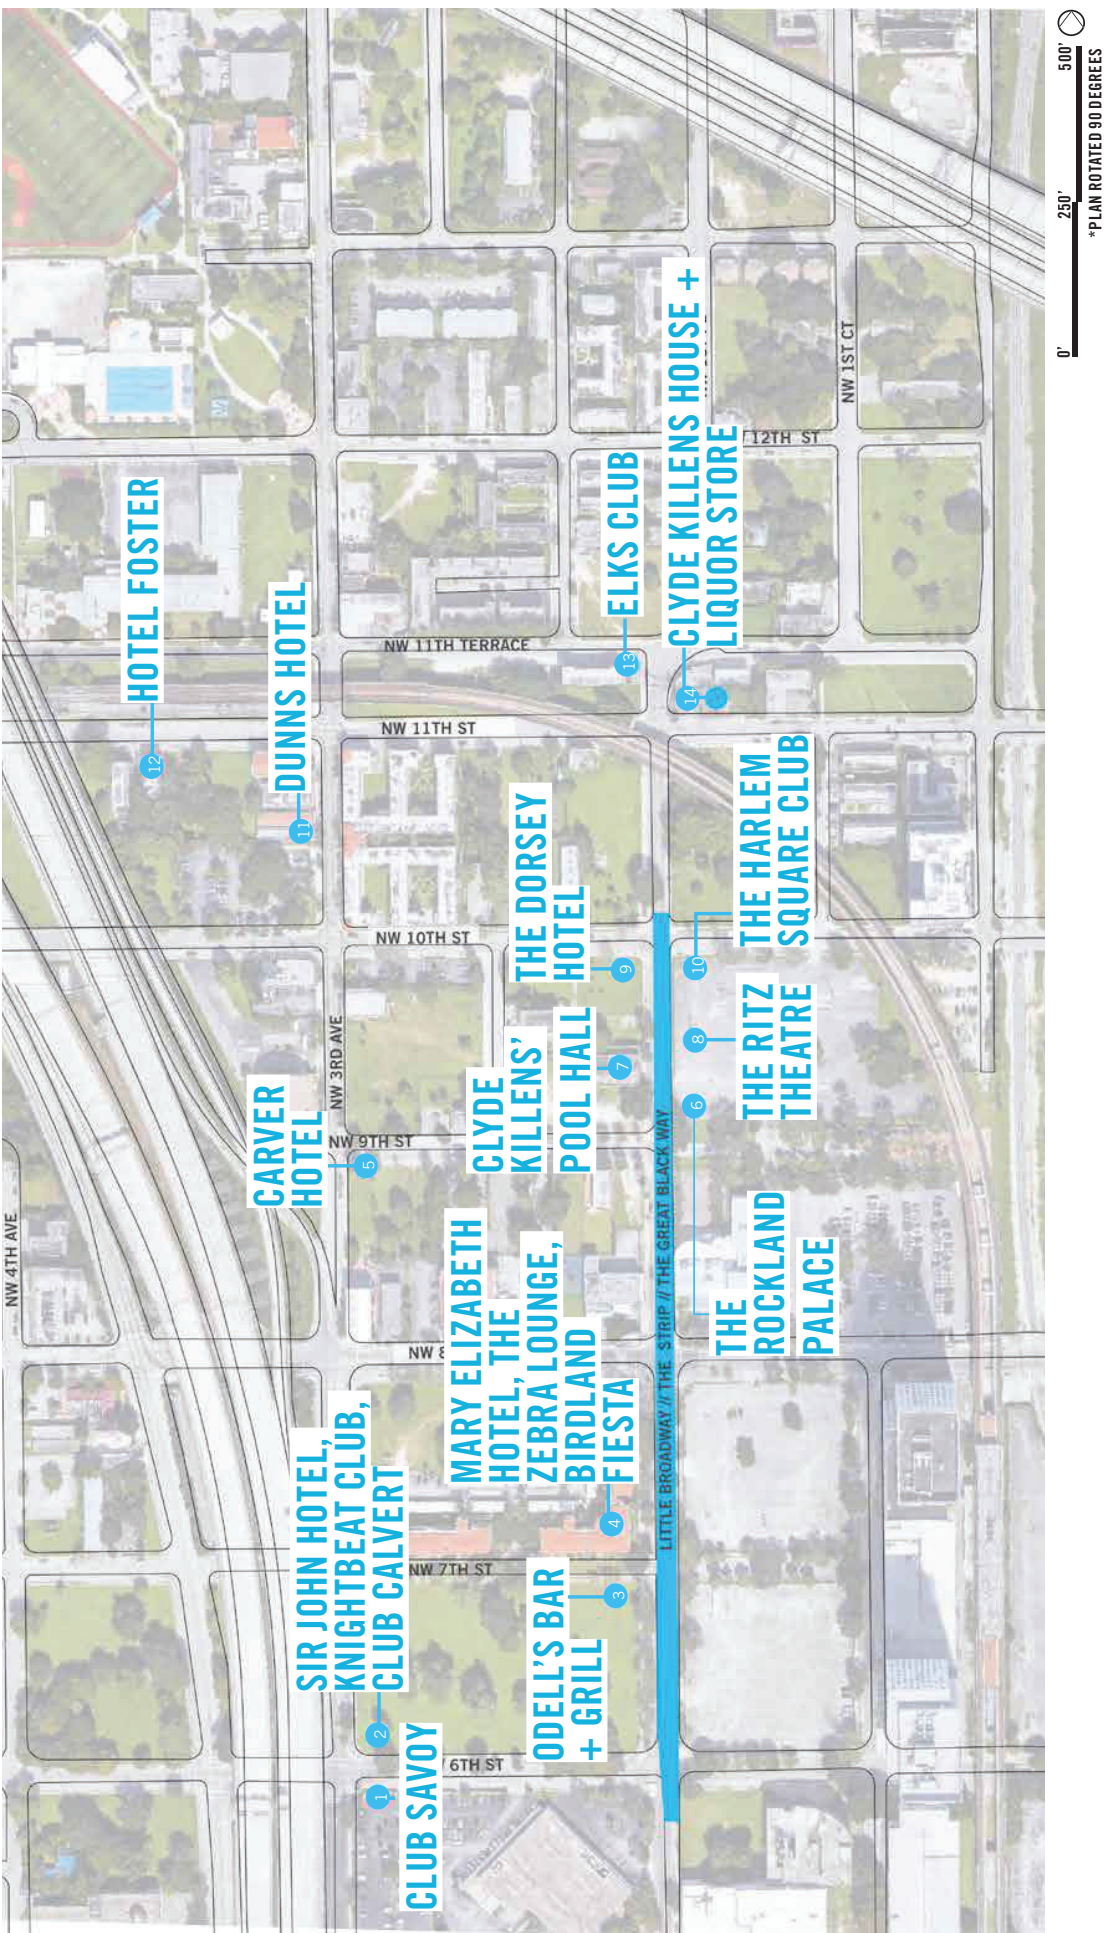 0' 250' 500'
*PLAN ROTATED 90 DEGREES
NW 4TH AVE
12
HOTEL FOSTER
11
DUNNS HOTEL
CARVER
HOTEL
5
NW 3RD AVE
SIR JOHN HOTEL,
KNIGHTBEAT CLUB,
CLUB CALVERT
2
1
CLUB SAVOY
6TH ST
NW 7TH ST
NW 8
NW 9TH ST
NW 10TH ST
NW 11TH ST
NW 11TH TERRACE
12TH ST
MARY ELIZABETH
HOTEL, THE
ZEBRA LOUNGE,
BIRDLAND
FIESTA
4
ODELL'S BAR
+ GRILL
3
CLYDE
KILLENS'
POOL HALL
7
THE DORSEY
HOTEL
9
ELKS CLUB
13
LITTLE BROADWAY // THE STRIP // THE GREAT BLACK WAY
CLYDE KILLENS HOUSE +
LIQUOR STORE
14
6
THE
ROCKLAND
PALACE
8
THE RITZ
THEATRE
10
THE HARLEM
SQUARE CLUB
NW 1ST CT